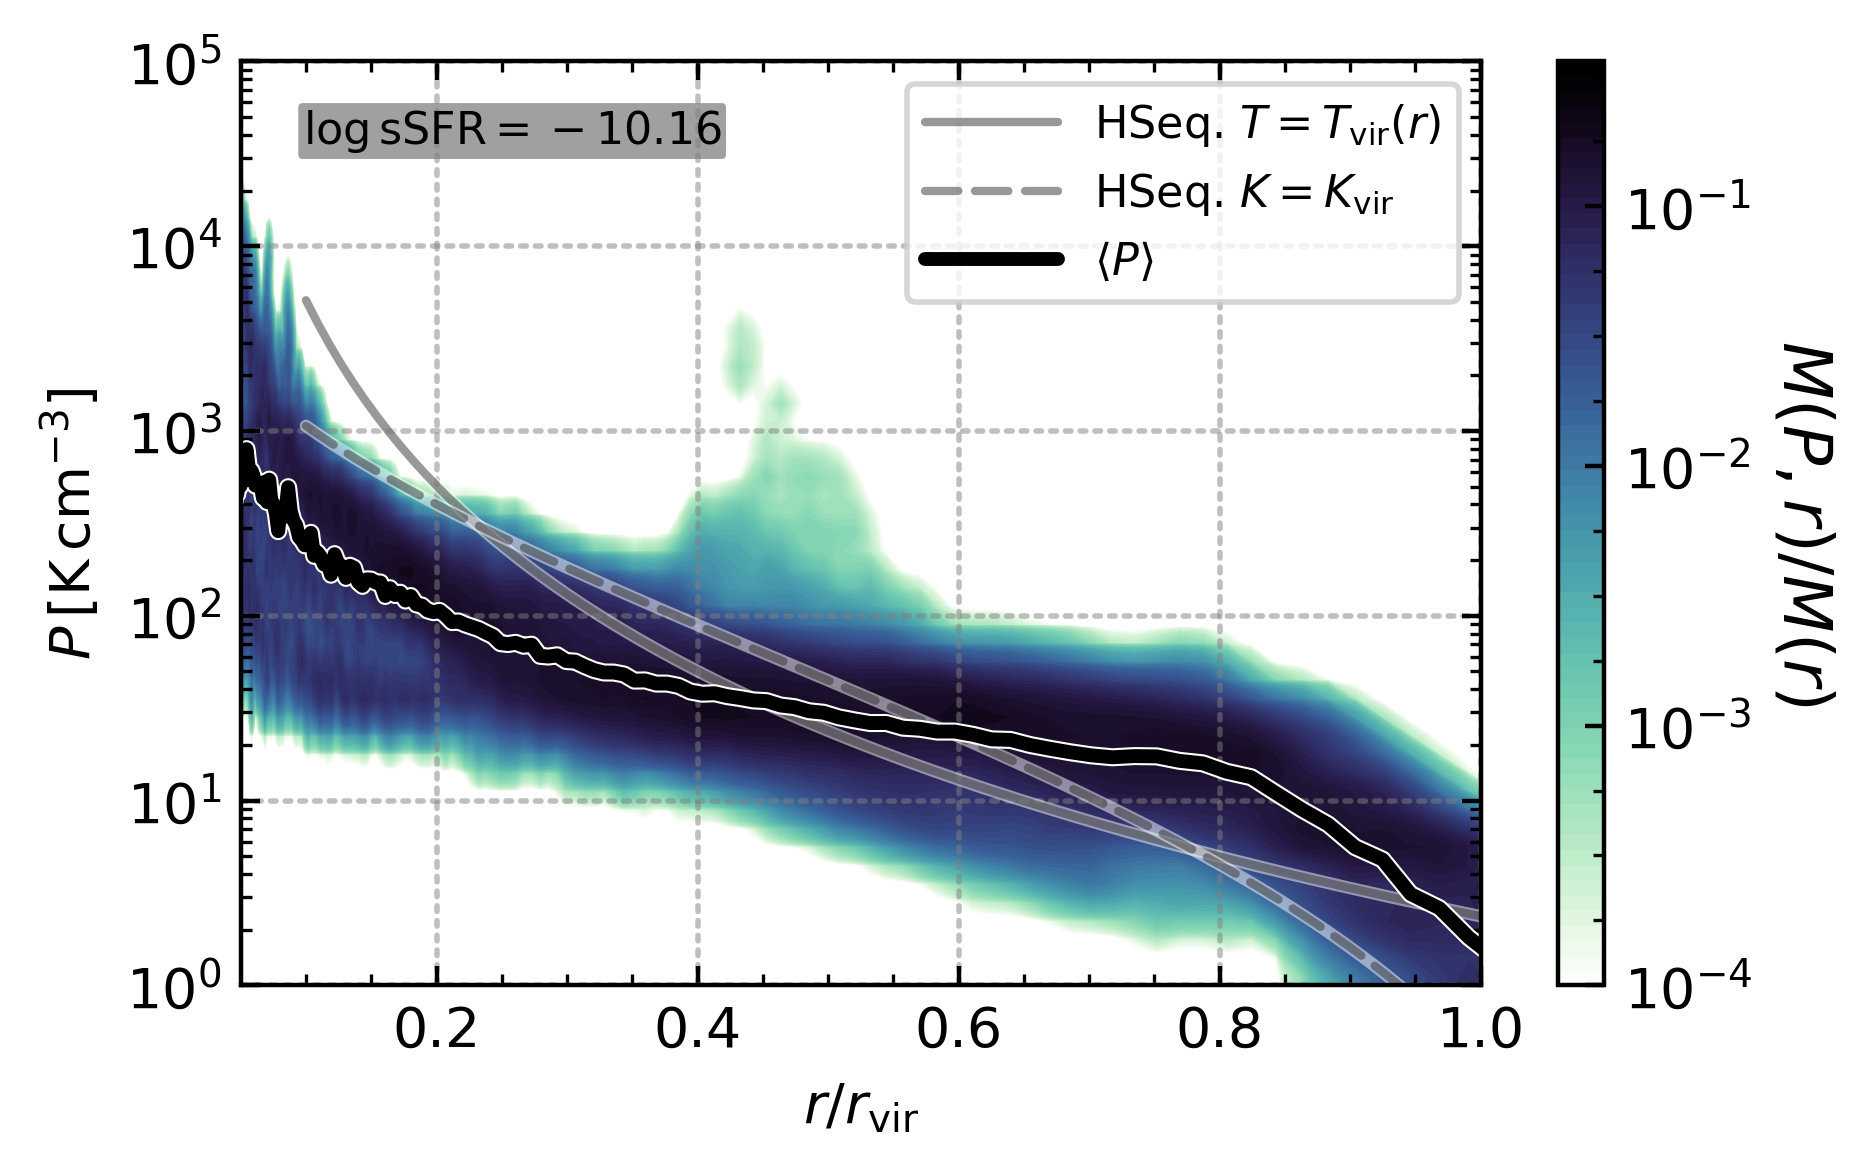 log sSFR = −10.16
HSeq. T = T_vir(r)
HSeq. K = K_vir
⟨P⟩
10^5
10^4
10^3
10^2
10^1
10^0
P [K cm^−3]
0.2 0.4 0.6 0.8 1.0
r/r_vir
10^−1
10^−2
10^−3
10^−4
M(P, r)/M(r)